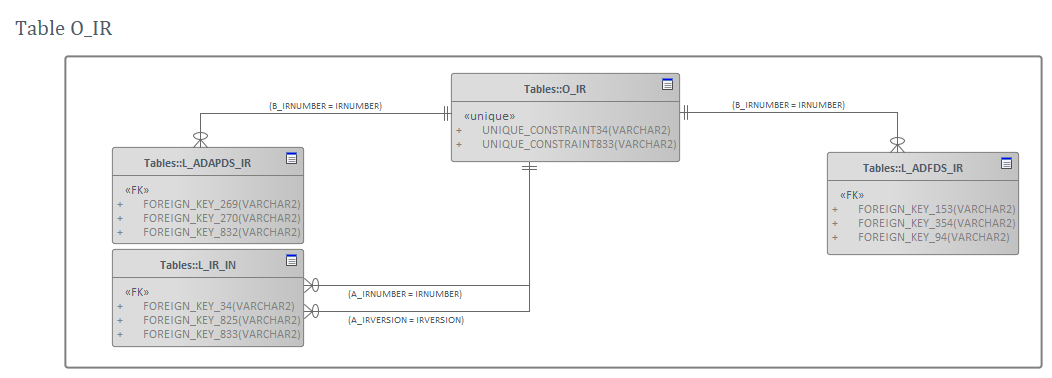 Table O_IR
Tables::O_IR
«unique»
+ UNIQUE_CONSTRAINT34(VARCHAR2)
+ UNIQUE_CONSTRAINT833(VARCHAR2)
(B_IRNUMBER = IRNUMBER)
(B_IRNUMBER = IRNUMBER)
Tables::L_ADAPDS_IR
«FK»
+ FOREIGN_KEY_269(VARCHAR2)
+ FOREIGN_KEY_270(VARCHAR2)
+ FOREIGN_KEY_832(VARCHAR2)
Tables::L_ADFDS_IR
«FK»
+ FOREIGN_KEY_153(VARCHAR2)
+ FOREIGN_KEY_354(VARCHAR2)
+ FOREIGN_KEY_94(VARCHAR2)
Tables::L_IR_IN
«FK»
+ FOREIGN_KEY_34(VARCHAR2)
+ FOREIGN_KEY_825(VARCHAR2)
+ FOREIGN_KEY_833(VARCHAR2)
(A_IRNUMBER = IRNUMBER)
(A_IRVERSION = IRVERSION)